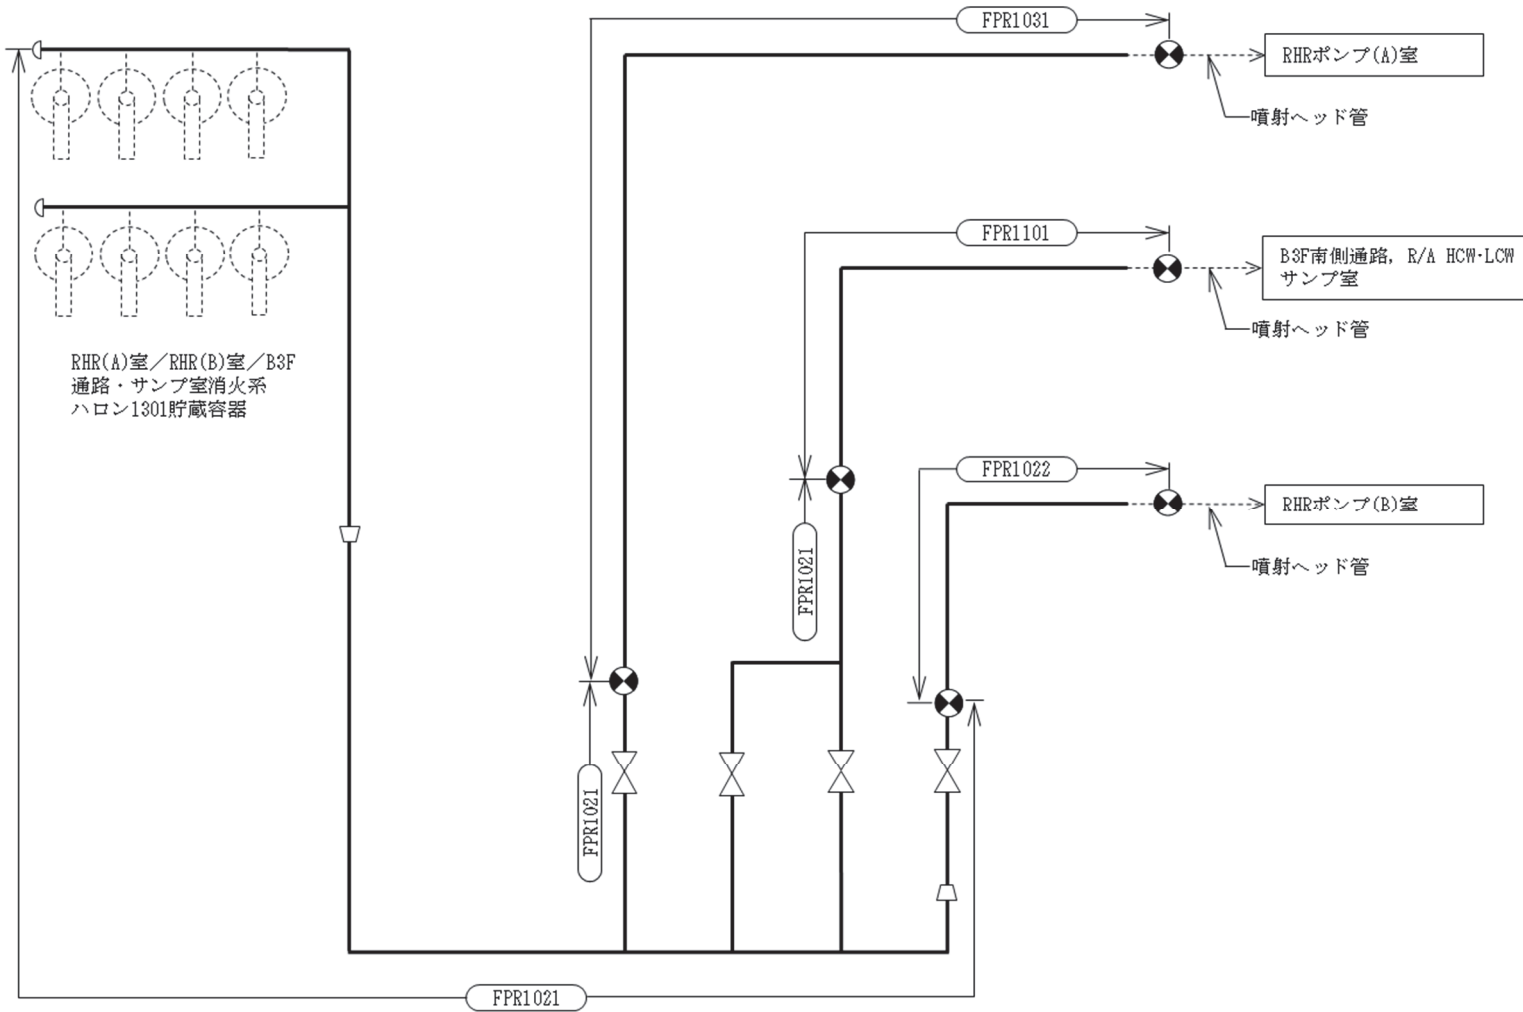 FPR1031
RHRポンプ(A)室
噴射ヘッド管
FPR1101
B3F南側通路, R/A HCW・LCW
サンプ室
噴射ヘッド管
RHR(A)室／RHR(B)室／B3F
通路・サンプ室消火系
ハロン1301貯蔵容器
FPR1022
RHRポンプ(B)室
噴射ヘッド管
FPR1021
FPR1021
FPR1021